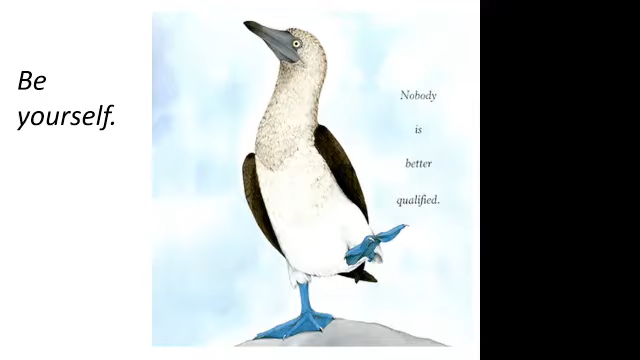 Be
yourself.
Nobody
is
better
qualified.